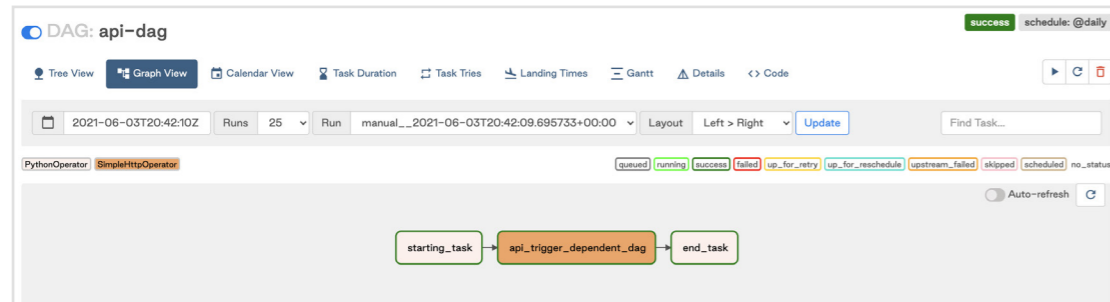 DAG: api-dag
success schedule: @daily
Tree View Graph View Calendar View Task Duration Task Tries Landing Times Gantt Details <> Code
2021-06-03T20:42:10Z Runs 25 Run manual__2021-06-03T20:42:09.695733+00:00 Layout Left > Right Update Find Task...
PythonOperator SimpleHttpOperator queued running success failed up_for_retry up_for_reschedule upstream_failed skipped scheduled no_status
Auto-refresh
starting_task api_trigger_dependent_dag end_task